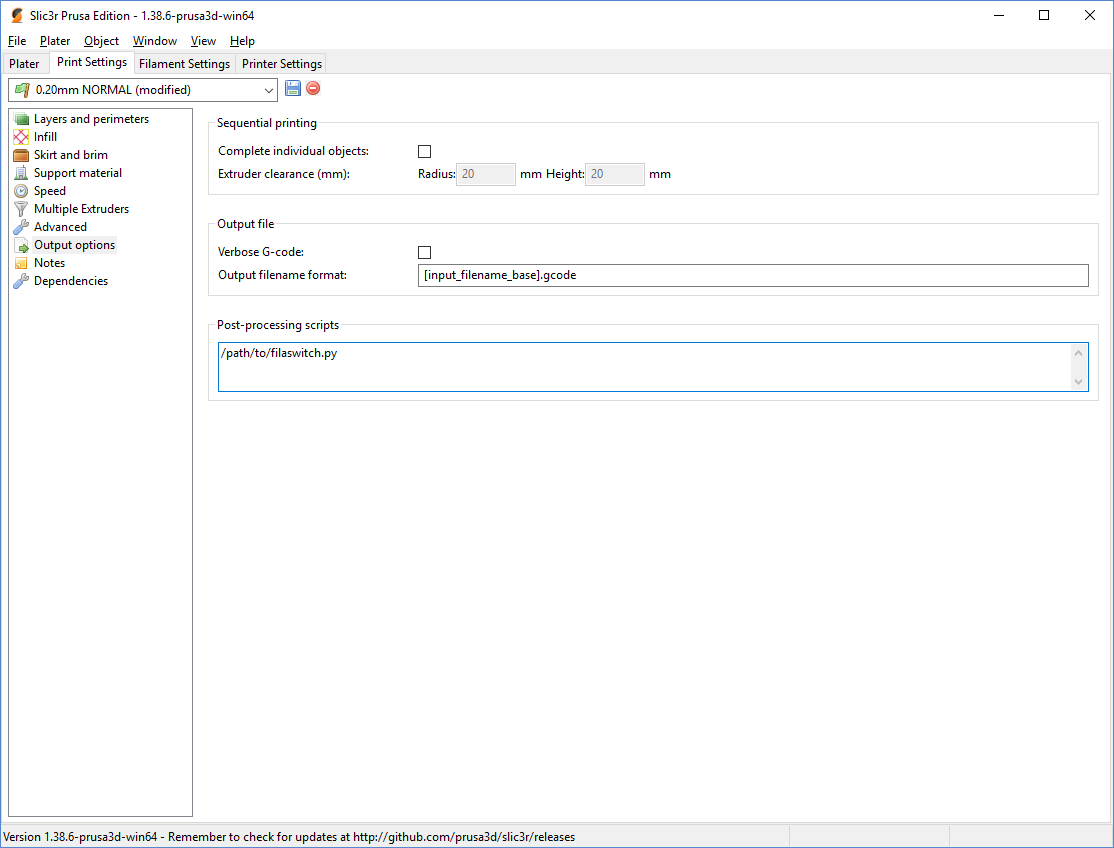 Slic3r Prusa Edition - 1.38.6-prusa3d-win64
File Plater Object Window View Help
Plater Print Settings Filament Settings Printer Settings
0.20mm NORMAL (modified)
Layers and perimeters
Infill
Skirt and brim
Support material
Speed
Multiple Extruders
Advanced
Output options
Notes
Dependencies
Sequential printing
Complete individual objects:
Extruder clearance (mm): Radius: 20 mm Height: 20 mm
Output file
Verbose G-code:
Output filename format: [input_filename_base].gcode
Post-processing scripts
/path/to/filaswitch.py
Version 1.38.6-prusa3d-win64 - Remember to check for updates at http://github.com/prusa3d/slic3r/releases